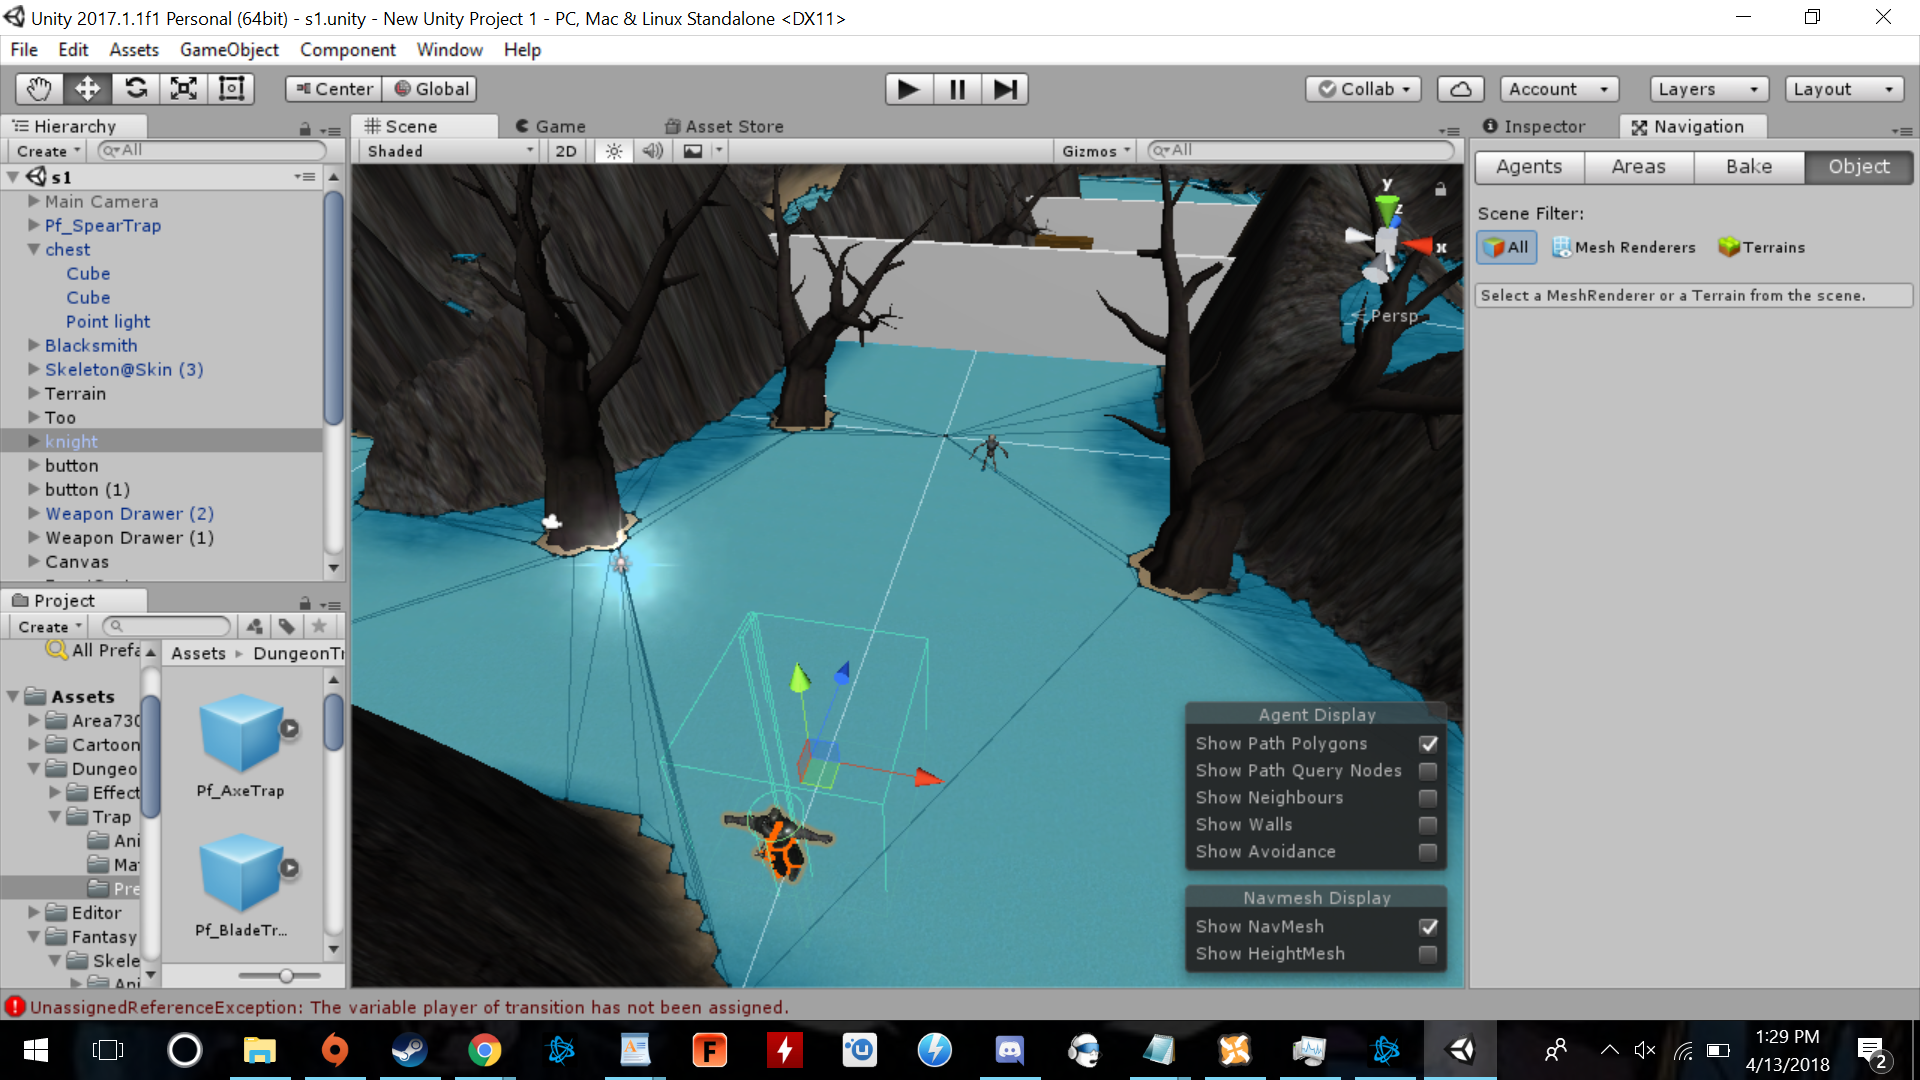 Unity 2017.1.1f1 Personal (64bit) - s1.unity - New Unity Project 1 - PC, Mac & Linux Standalone <DX11>
File Edit Assets GameObject Component Window Help
Center Global Collab Account Layers Layout
Hierarchy
Create All
s1
Main Camera
Pf_SpearTrap
chest
Cube
Cube
Point light
Blacksmith
Skeleton@Skin (3)
Terrain
Too
knight
button
button (1)
Weapon Drawer (2)
Weapon Drawer (1)
Canvas
Project
Create
All Prefa
Assets
Area730
Cartoon
Dungeo
Effect
Trap
Ani
Mat
Pre
Editor
Fantasy
Skele
Ani
Assets DungeonTr
Pf_AxeTrap
Pf_BladeTr...
Scene Game Asset Store
Shaded 2D Gizmos All
y
z
x
Persp
Agent Display
Show Path Polygons
Show Path Query Nodes
Show Neighbours
Show Walls
Show Avoidance
Navmesh Display
Show NavMesh
Show HeightMesh
Inspector Navigation
Agents Areas Bake Object
Scene Filter:
All Mesh Renderers Terrains
Select a MeshRenderer or a Terrain from the scene.
UnassignedReferenceException: The variable player of transition has not been assigned.
1:29 PM
4/13/2018
2